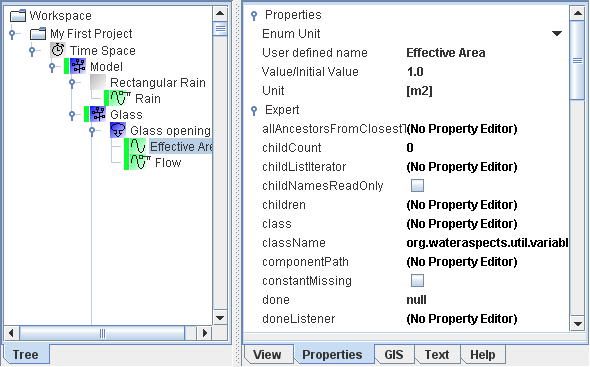 Workspace
My First Project
Time Space
Model
Rectangular Rain
Rain
Glass
Glass opening
Effective Are
Flow
Tree
Properties
Enum Unit
User defined name Effective Area
Value/Initial Value 1.0
Unit [m2]
Expert
allAncestorsFromClosestT (No Property Editor)
childCount 0
childListIterator (No Property Editor)
childNamesReadOnly
children (No Property Editor)
class (No Property Editor)
className org.wateraspects.util.variabl
componentPath (No Property Editor)
constantMissing
done null
doneListener (No Property Editor)
View Properties GIS Text Help